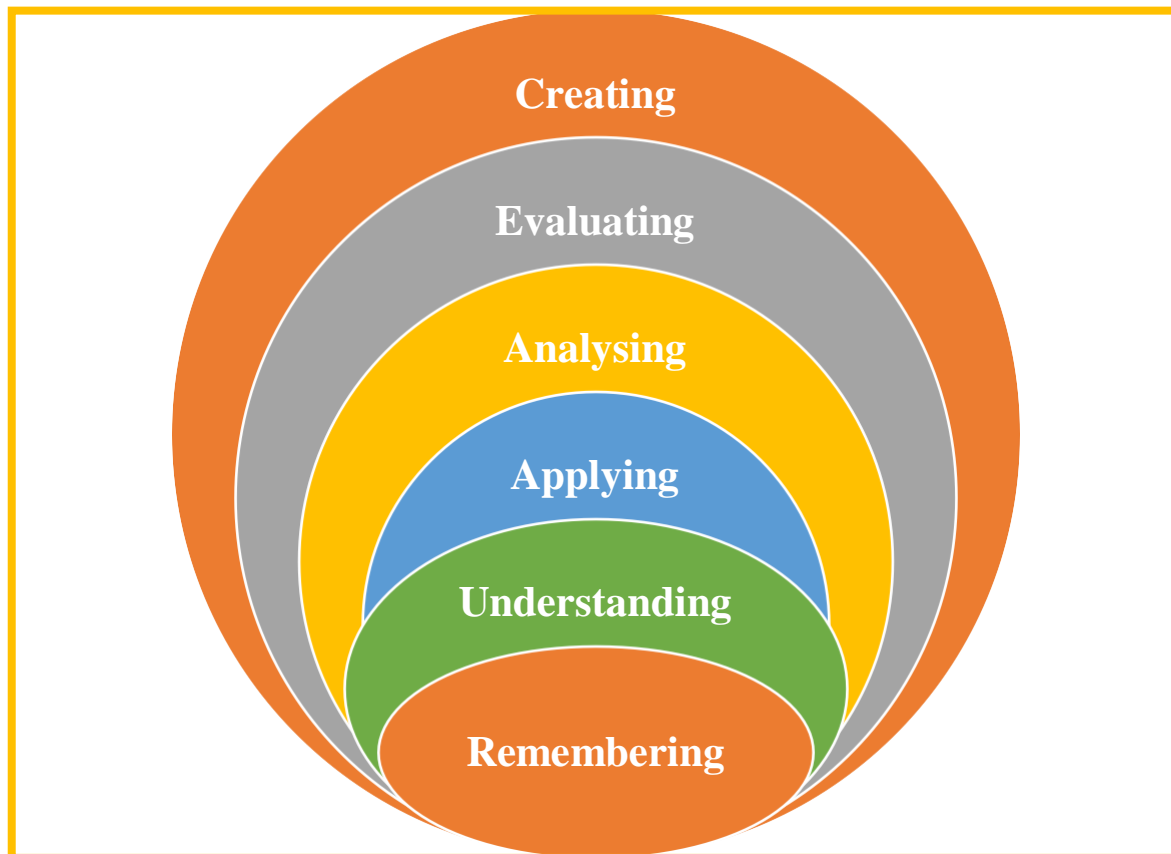 Creating
Evaluating
Analysing
Applying
Understanding
Remembering